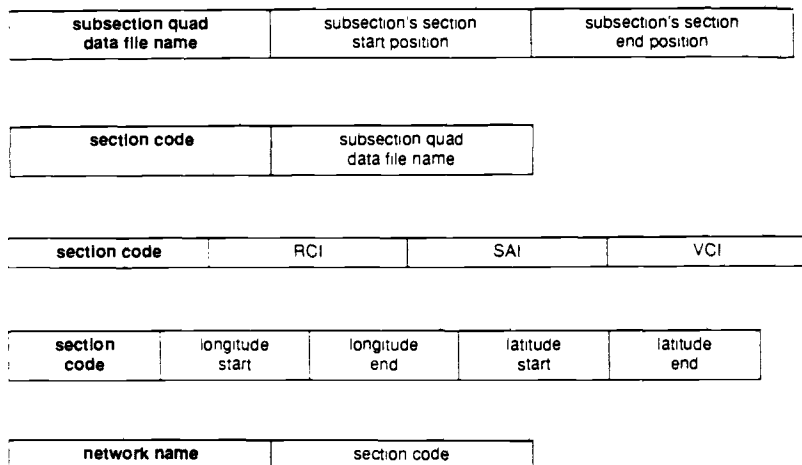 subsection quad subsection's section subsection's section
data file name start position end position
section code subsection quad
data file name
section code RCI SAI VCI
section longitude longitude latitude latitude
code start end start end
network name section code